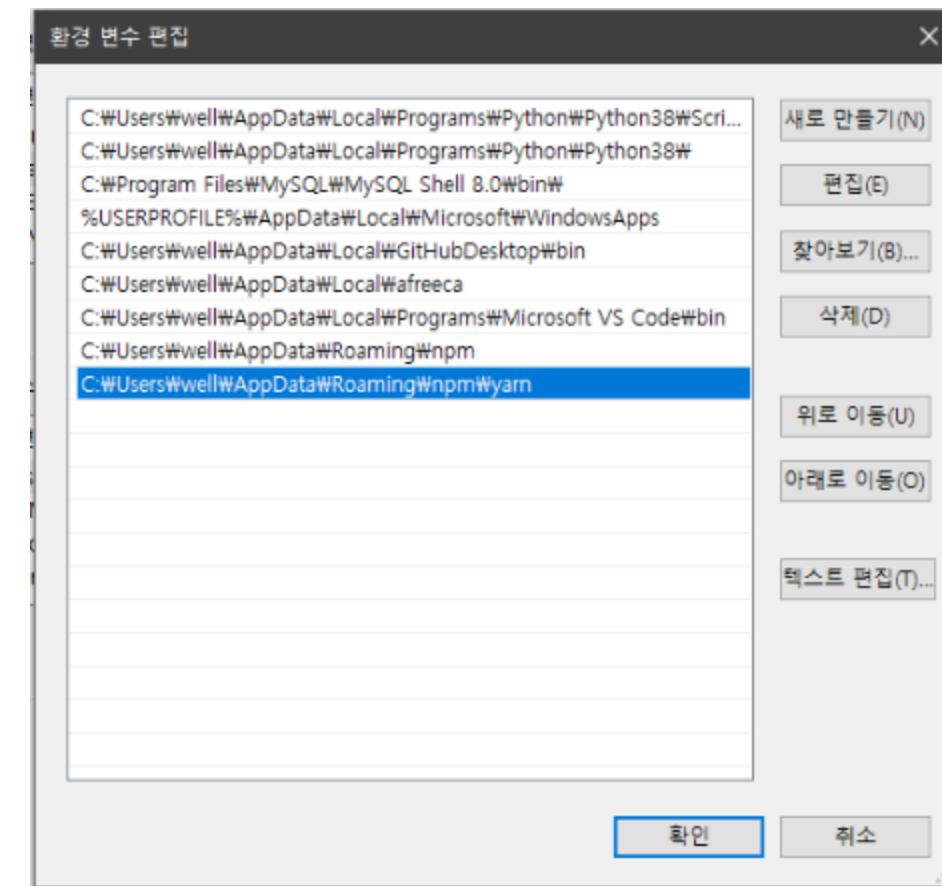 환경 변수 편집
C:₩Users₩well₩AppData₩Local₩Programs₩Python₩Python38₩Scri...
C:₩Users₩well₩AppData₩Local₩Programs₩Python₩Python38₩
C:₩Program Files₩MySQL₩MySQL Shell 8.0₩bin₩
%USERPROFILE%₩AppData₩Local₩Microsoft₩WindowsApps
C:₩Users₩well₩AppData₩Local₩GitHubDesktop₩bin
C:₩Users₩well₩AppData₩Local₩afreeca
C:₩Users₩well₩AppData₩Local₩Programs₩Microsoft VS Code₩bin
C:₩Users₩well₩AppData₩Roaming₩npm
C:₩Users₩well₩AppData₩Roaming₩npm₩yarn
새로 만들기(N)
편집(E)
찾아보기(B)...
삭제(D)
위로 이동(U)
아래로 이동(O)
텍스트 편집(T)...
확인
취소